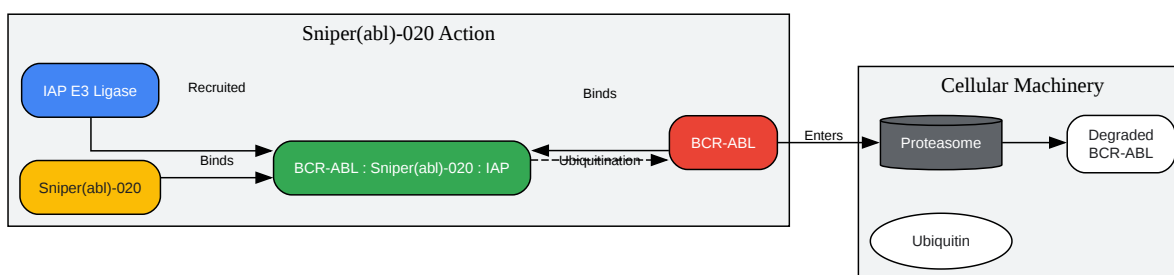 Sniper(abl)-020 Action
IAP E3 Ligase
Recruited
Binds
Sniper(abl)-020
BCR-ABL : Sniper(abl)-020 : IAP
Binds
Ubiquitination
BCR-ABL
Enters
Cellular Machinery
Proteasome
Degraded
BCR-ABL
Ubiquitin